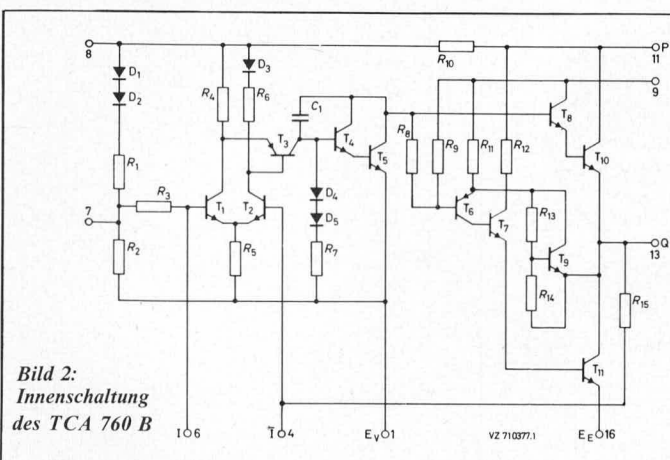 8
D1
D2
R1
7
R2
R3
R4
D3
R6
C1
T3
T1
T2
R5
D4
D5
R7
T4
T5
R8
R9
R10
R11
R12
T6
T7
R13
T9
R14
T8
T10
T11
R15
P
11
9
Q
13
Bild 2:
Innenschaltung
des TCA 760 B
I 6
Ī 4
EV 1
VZ 710377.1
EE 16